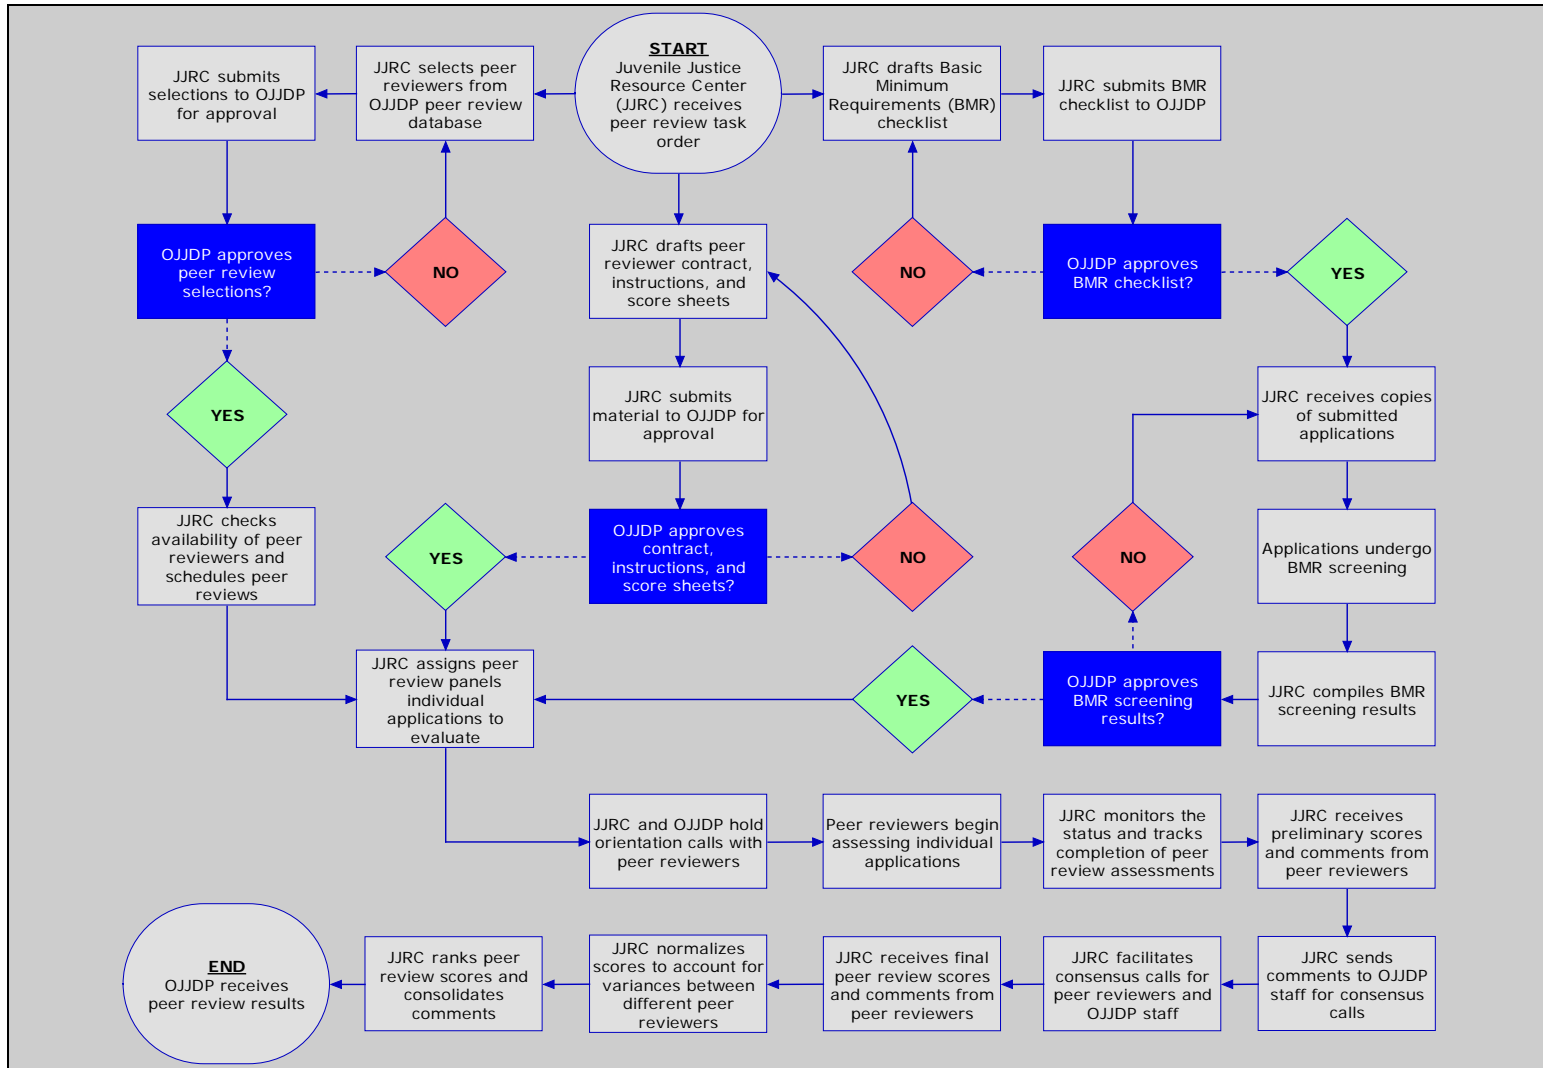 START
Juvenile Justice
Resource Center
(JJRC) receives
peer review task
order
JJRC selects peer
reviewers from
OJJDP peer review
database
JJRC submits
selections to OJJDP
for approval
OJJDP approves
peer review
selections?
NO
YES
JJRC checks
availability of peer
reviewers and
schedules peer
reviews
JJRC drafts peer
reviewer contract,
instructions, and
score sheets
JJRC submits
material to OJJDP for
approval
OJJDP approves
contract,
instructions, and
score sheets?
YES
NO
JJRC drafts Basic
Minimum
Requirements (BMR)
checklist
JJRC submits BMR
checklist to OJJDP
OJJDP approves
BMR checklist?
NO
YES
JJRC receives copies
of submitted
applications
Applications undergo
BMR screening
JJRC compiles BMR
screening results
OJJDP approves
BMR screening
results?
NO
YES
JJRC assigns peer
review panels
individual
applications to
evaluate
JJRC and OJJDP hold
orientation calls with
peer reviewers
Peer reviewers begin
assessing individual
applications
JJRC monitors the
status and tracks
completion of peer
review assessments
JJRC receives
preliminary scores
and comments from
peer reviewers
JJRC sends
comments to OJJDP
staff for consensus
calls
JJRC facilitates
consensus calls for
peer reviewers and
OJJDP staff
JJRC receives final
peer review scores
and comments from
peer reviewers
JJRC normalizes
scores to account for
variances between
different peer
reviewers
JJRC ranks peer
review scores and
consolidates
comments
END
OJJDP receives
peer review results